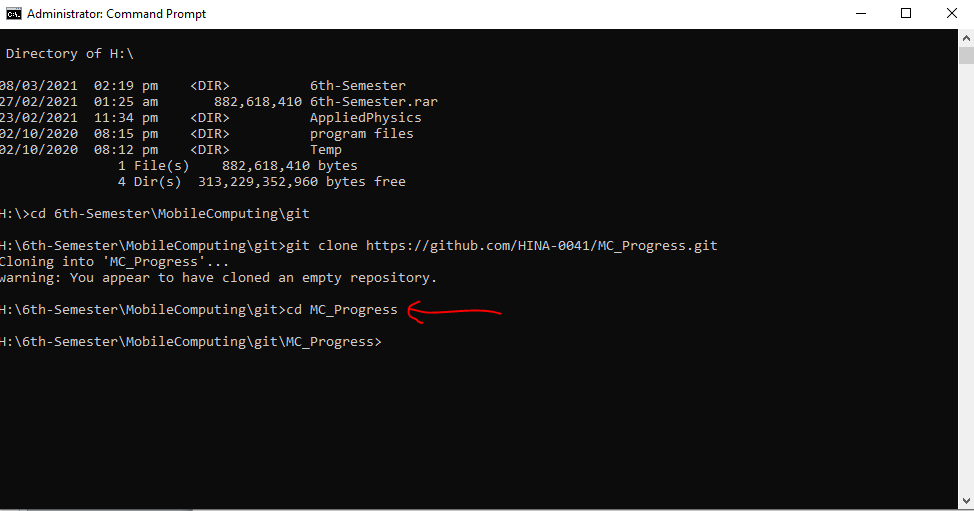 Administrator: Command Prompt
Directory of H:\
08/03/2021 02:19 pm <DIR> 6th-Semester
27/02/2021 01:25 am 882,618,410 6th-Semester.rar
23/02/2021 11:34 pm <DIR> AppliedPhysics
02/10/2020 08:15 pm <DIR> program files
02/10/2020 08:12 pm <DIR> Temp
1 File(s) 882,618,410 bytes
4 Dir(s) 313,229,352,960 bytes free
H:\>cd 6th-Semester\MobileComputing\git
H:\6th-Semester\MobileComputing\git>git clone https://github.com/HINA-0041/MC_Progress.git
Cloning into 'MC_Progress'...
warning: You appear to have cloned an empty repository.
H:\6th-Semester\MobileComputing\git>cd MC_Progress
H:\6th-Semester\MobileComputing\git\MC_Progress>